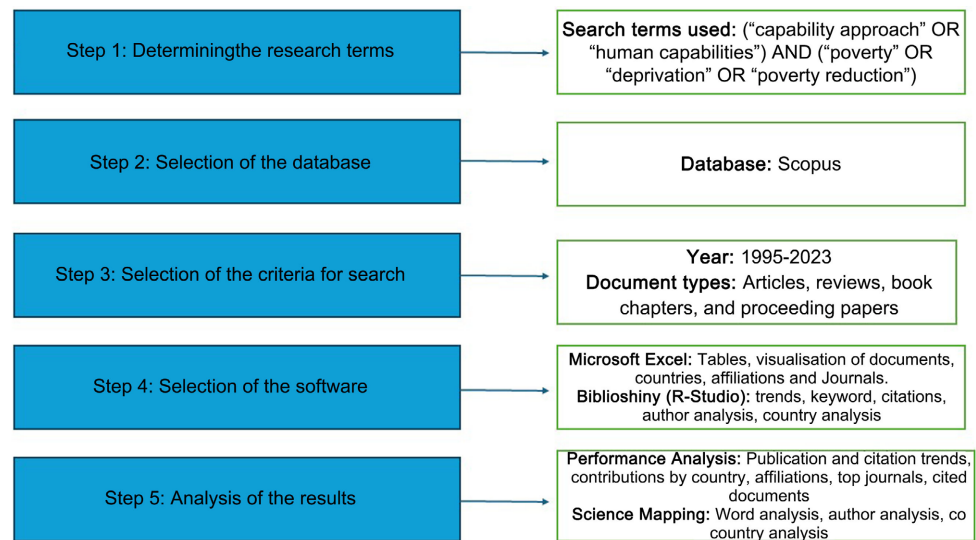 Step 1: Determiningthe research terms
Search terms used: (“capability approach” OR
“human capabilities”) AND (“poverty” OR
“deprivation” OR “poverty reduction”)
Step 2: Selection of the database
Database: Scopus
Step 3: Selection of the criteria for search
Year: 1995-2023
Document types: Articles, reviews, book
chapters, and proceeding papers
Step 4: Selection of the software
Microsoft Excel: Tables, visualisation of documents,
countries, affiliations and Journals.
Biblioshiny (R-Studio): trends, keyword, citations,
author analysis, country analysis
Step 5: Analysis of the results
Performance Analysis: Publication and citation trends,
contributions by country, affiliations, top journals, cited
documents
Science Mapping: Word analysis, author analysis, co
country analysis